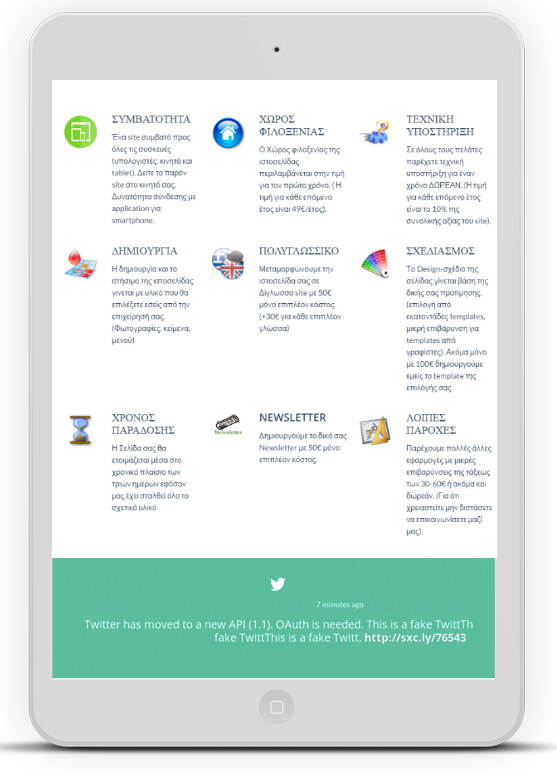 ΣΥΜΒΑΤΟΤΗΤΑ
Ένα site συμβατό προς
όλες τις συσκευές
(υπολογιστές, κινητά και
tablet). Δείτε το παρόν
site στο κινητό σας.
Δυνατότητα σύνδεσης με
application για
smartphone.
ΧΩΡΟΣ
ΦΙΛΟΞΕΝΙΑΣ
Ο Χώρος φιλοξενίας της
ιστοσελίδας
περιλαμβάνεται στην τιμή
για τον πρώτο χρόνο. ( Η
τιμή για κάθε επόμενο
έτος είναι 49€/έτος).
ΤΕΧΝΙΚΗ
ΥΠΟΣΤΗΡΙΞΗ
Σε όλους τους πελάτες
παρέχετε τεχνική
υποστήριξη για έναν
χρόνο ΔΩΡΕΑΝ. (Η τιμή
για κάθε επόμενο έτος
είναι το 10% της
συνολικής αξίας του site).
ΔΗΜΙΟΥΡΓΙΑ
Η δημιουργία και το
στήσιμο της ιστοσελίδας
γινεται με υλικό που θα
επιλέξετε εσείς από την
επιχείρησή σας.
(Φωτογραφίες, κείμενα,
μενού)
ΠΟΛΥΓΛΩΣΣΙΚΟ
Μεταμορφώνουμε την
ιστοσελίδα σας σε
Δίγλωσσο site με 50€
μόνο επιπλέον κόστος.
(+30€ για κάθε επιπλέον
γλώσσα)
ΣΧΕΔΙΑΣΜΟΣ
Το Design-σχέδιο της
σελίδας γίνεται βάση της
δικής σας προτίμησης.
(επιλογή από
εκατοντάδες templates,
μικρή επιβάρυνση για
templates από
γραφίστες). Ακόμα μόνο
με 100€ δημιουργούμε
εμείς το template της
επιλογής σας
ΧΡΟΝΟΣ
ΠΑΡΑΔΟΣΗΣ
Η Σελίδα σας θα
ετοιμάζεται μέσα στο
χρονικό πλαίσιο των
τριών ημερών εφόσον
μας έχει σταλθεί όλο το
σχετικό υλικό
Newsletter
NEWSLETTER
Δημιουργούμε το δικό σας
Newsletter με 50€ μόνο
επιπλέον κόστος.
ΛΟΙΠΕΣ
ΠΑΡΟΧΕΣ
Παρέχουμε πολλές άλλες
εφαρμογές με μικρές
επιβαρύνσεις της τάξεως
των 30-60€ ή ακόμα και
δωρεάν. (Για ότι
χρειαστείτε μην διστάσετε
να επικοινωνίσετε μαζί
μας).
7 minutes ago
Twitter has moved to a new API (1.1). OAuth is needed. This is a fake TwittTh
fake TwittThis is a fake Twitt. http://sxc.ly/76543